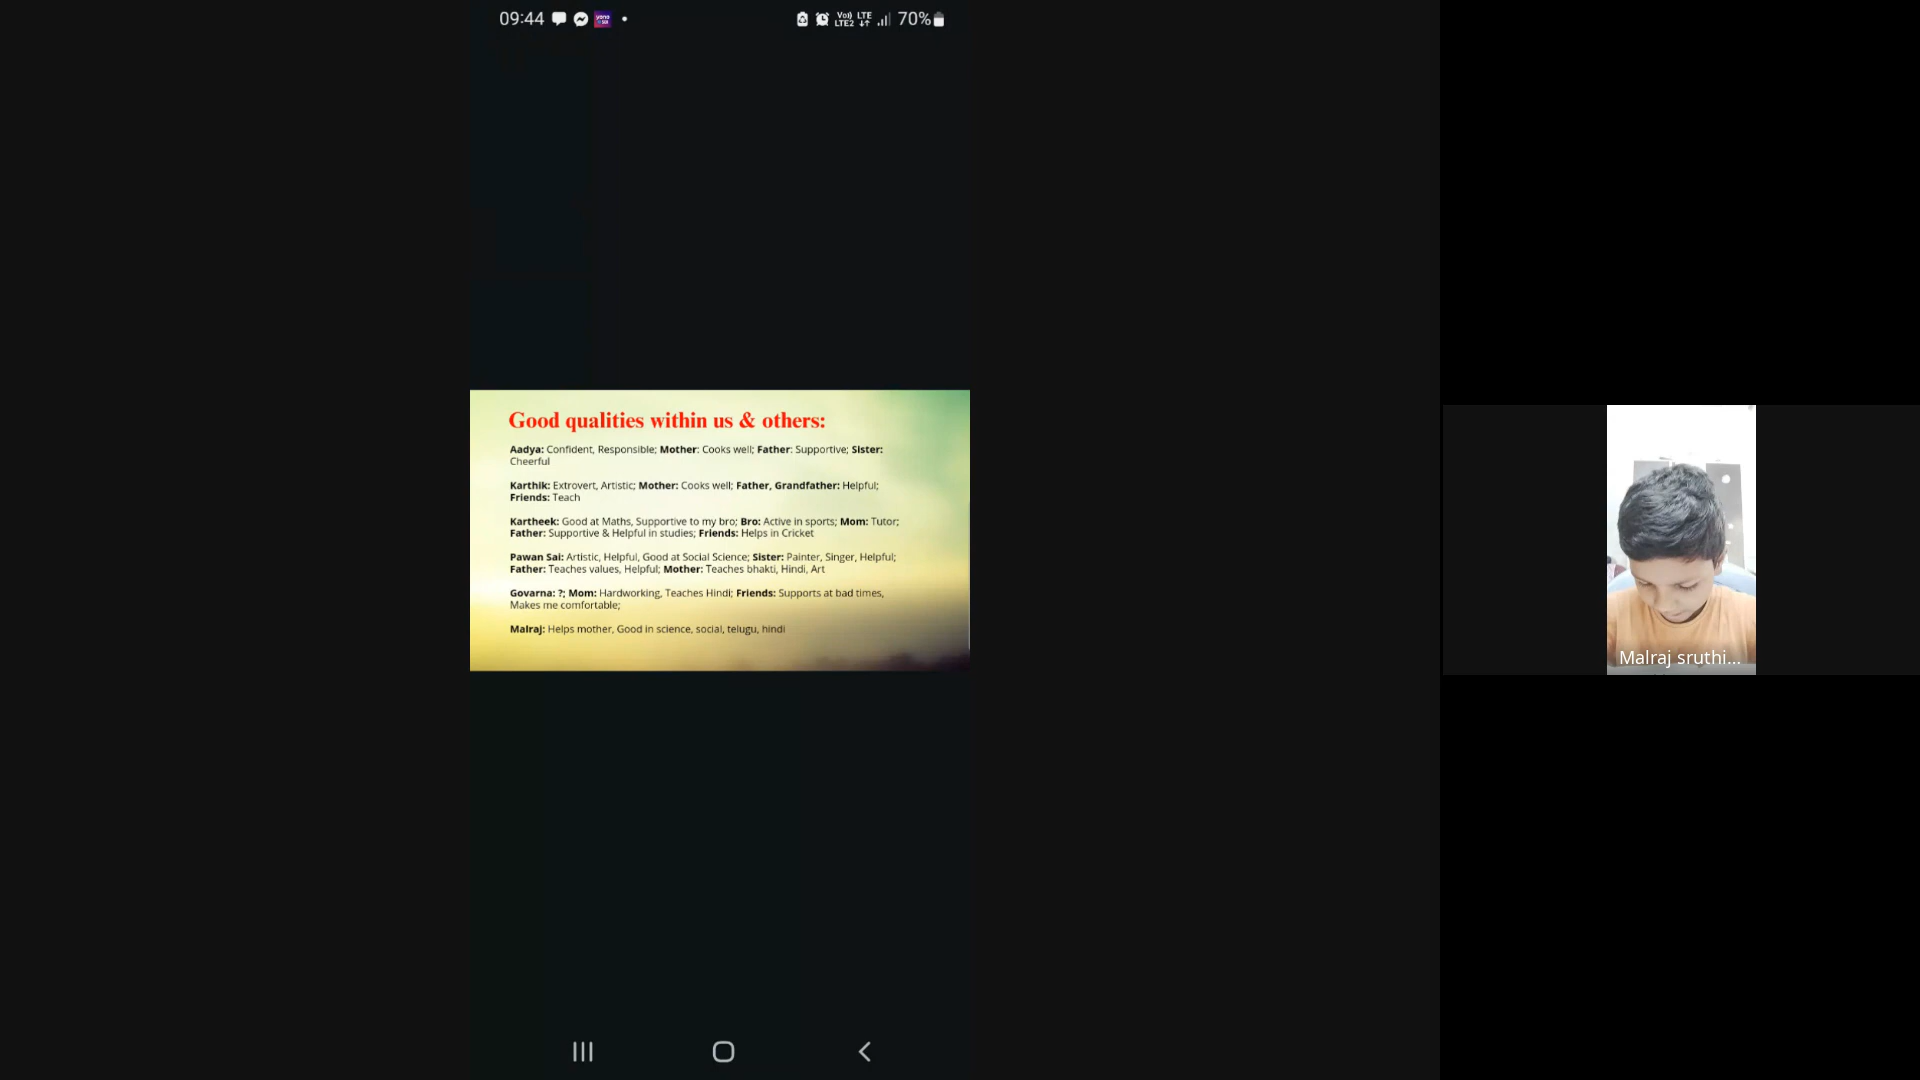 09:44
Vo)) LTE
LTE2
70%
Good qualities within us & others:
Aadya: Confident, Responsible; Mother: Cooks well; Father: Supportive; Sister:
Cheerful
Karthik: Extrovert, Artistic; Mother: Cooks well; Father, Grandfather: Helpful;
Friends: Teach
Kartheek: Good at Maths, Supportive to my bro; Bro: Active in sports; Mom: Tutor;
Father: Supportive & Helpful in studies; Friends: Helps in Cricket
Pawan Sai: Artistic, Helpful, Good at Social Science; Sister: Painter, Singer, Helpful;
Father: Teaches values, Helpful; Mother: Teaches bhakti, Hindi, Art
Govarna: ?; Mom: Hardworking, Teaches Hindi; Friends: Supports at bad times,
Makes me comfortable;
Malraj: Helps mother, Good in science, social, telugu, hindi
Malraj sruthi...